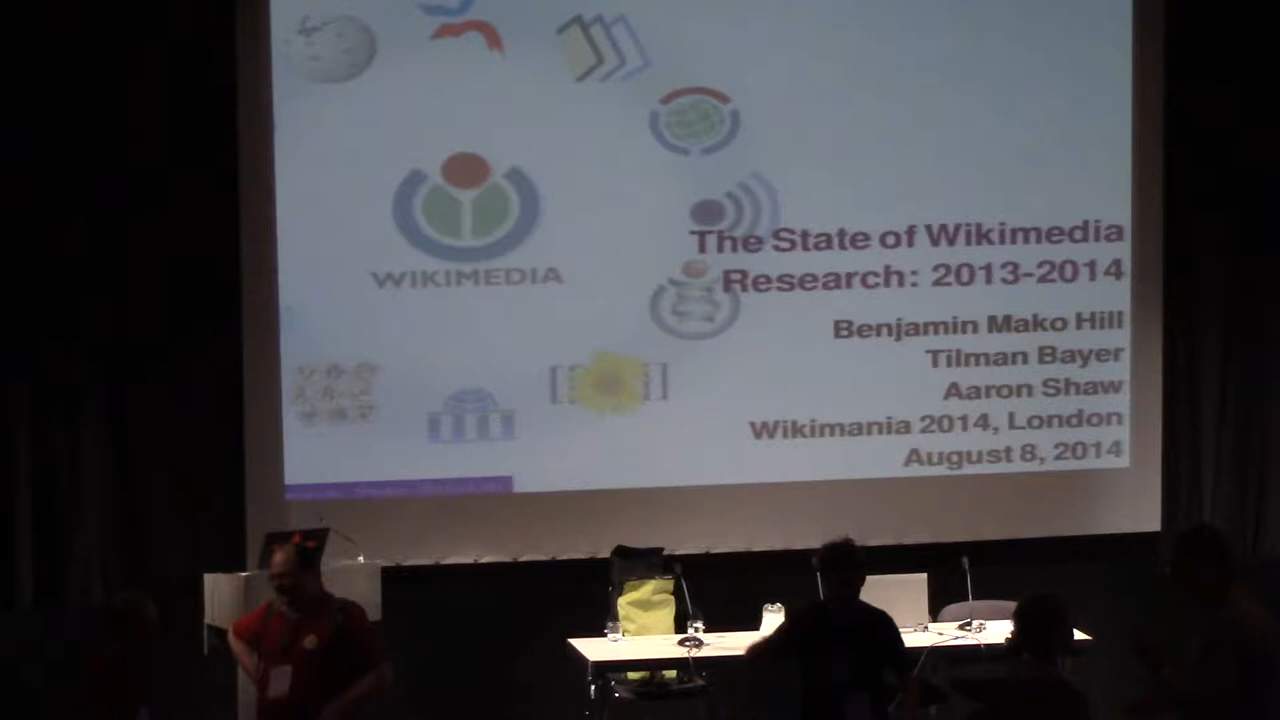 WIKIMEDIA
The State of Wikimedia
Research: 2013-2014
Benjamin Mako Hill
Tilman Bayer
Aaron Shaw
Wikimania 2014, London
August 8, 2014